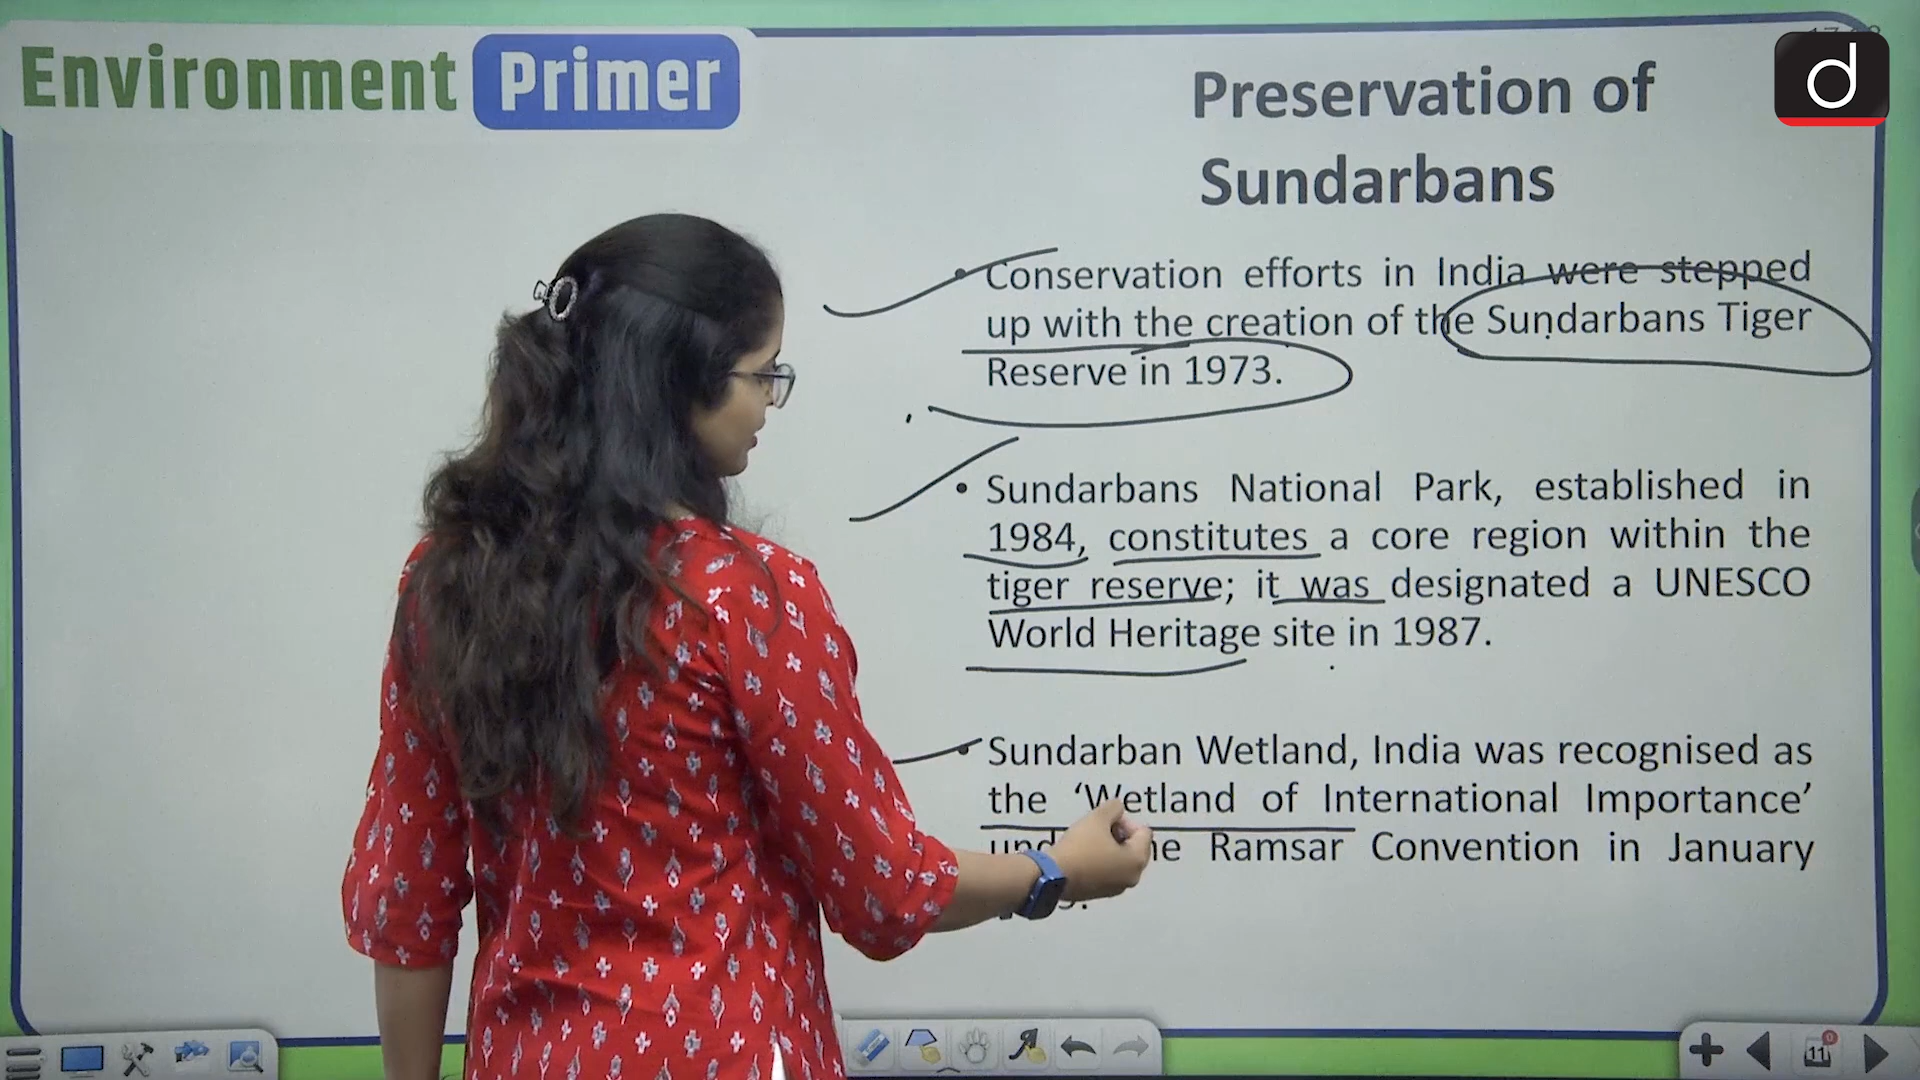 Environment Primer
Preservation of
Sundarbans
• Conservation efforts in India were stepped
up with the creation of the Sundarbans Tiger
Reserve in 1973.
• Sundarbans National Park, established in
1984, constitutes a core region within the
tiger reserve; it was designated a UNESCO
World Heritage site in 1987.
• Sundarban Wetland, India was recognised as
the ‘Wetland of International Importance’
Ramsar Convention in January
d
11
0